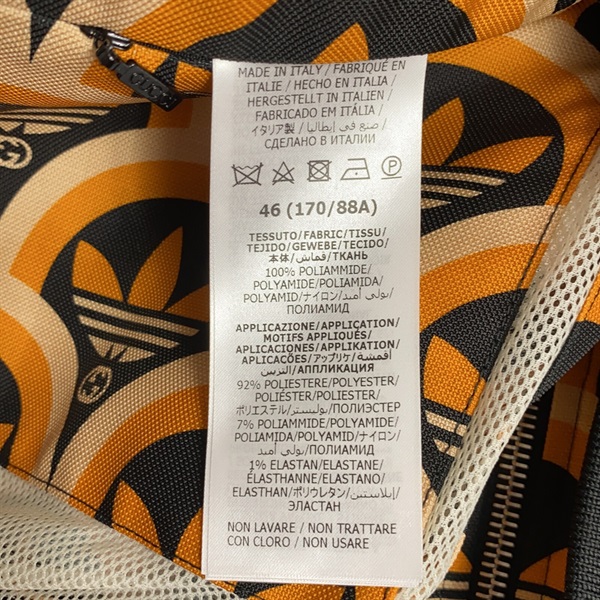 MADE IN ITALY / FABRIQUÉ EN
ITALIE / HECHO EN ITALIA
HERGESTELLT IN ITALIEN /
FABRICADO EM ITÁLIA /
イタリア製 / صنع في إيطاليا /
СДЕЛАНО В ИТАЛИИ
46 (170/88A)
TESSUTO/FABRIC/TISSU/
TEJIDO/GEWEBE/TECIDO/
本体/قماش/ТКАНЬ
100% POLIAMMIDE/
POLYAMIDE/POLIAMIDA/
POLYAMID/ナイロン/بولي أميد/
ПОЛИАМИД
APPLICAZIONE/APPLICATION/
MOTIFS APPLIQUÉS/
APLICACIONES/APPLIKATION/
APLICAÇÕES/アップリケ/أقمشة
التزيين/АППЛИКАЦИЯ
92% POLIESTERE/POLYESTER/
POLIÉSTER/POLYESTER/
ポリエステル/بوليستر/ПОЛИЭСТЕР
7% POLIAMMIDE/POLYAMIDE/
POLIAMIDA/POLYAMID/ナイロン/
بولي أميد/ПОЛИАМИД
1% ELASTAN/ELASTANE/
ÉLASTHANNE/ELASTANO/
ELASTHAN/ポリウレタン/إيلاستين/
ЭЛАСТАН
NON LAVARE / NON TRATTARE
CON CLORO / NON USARE